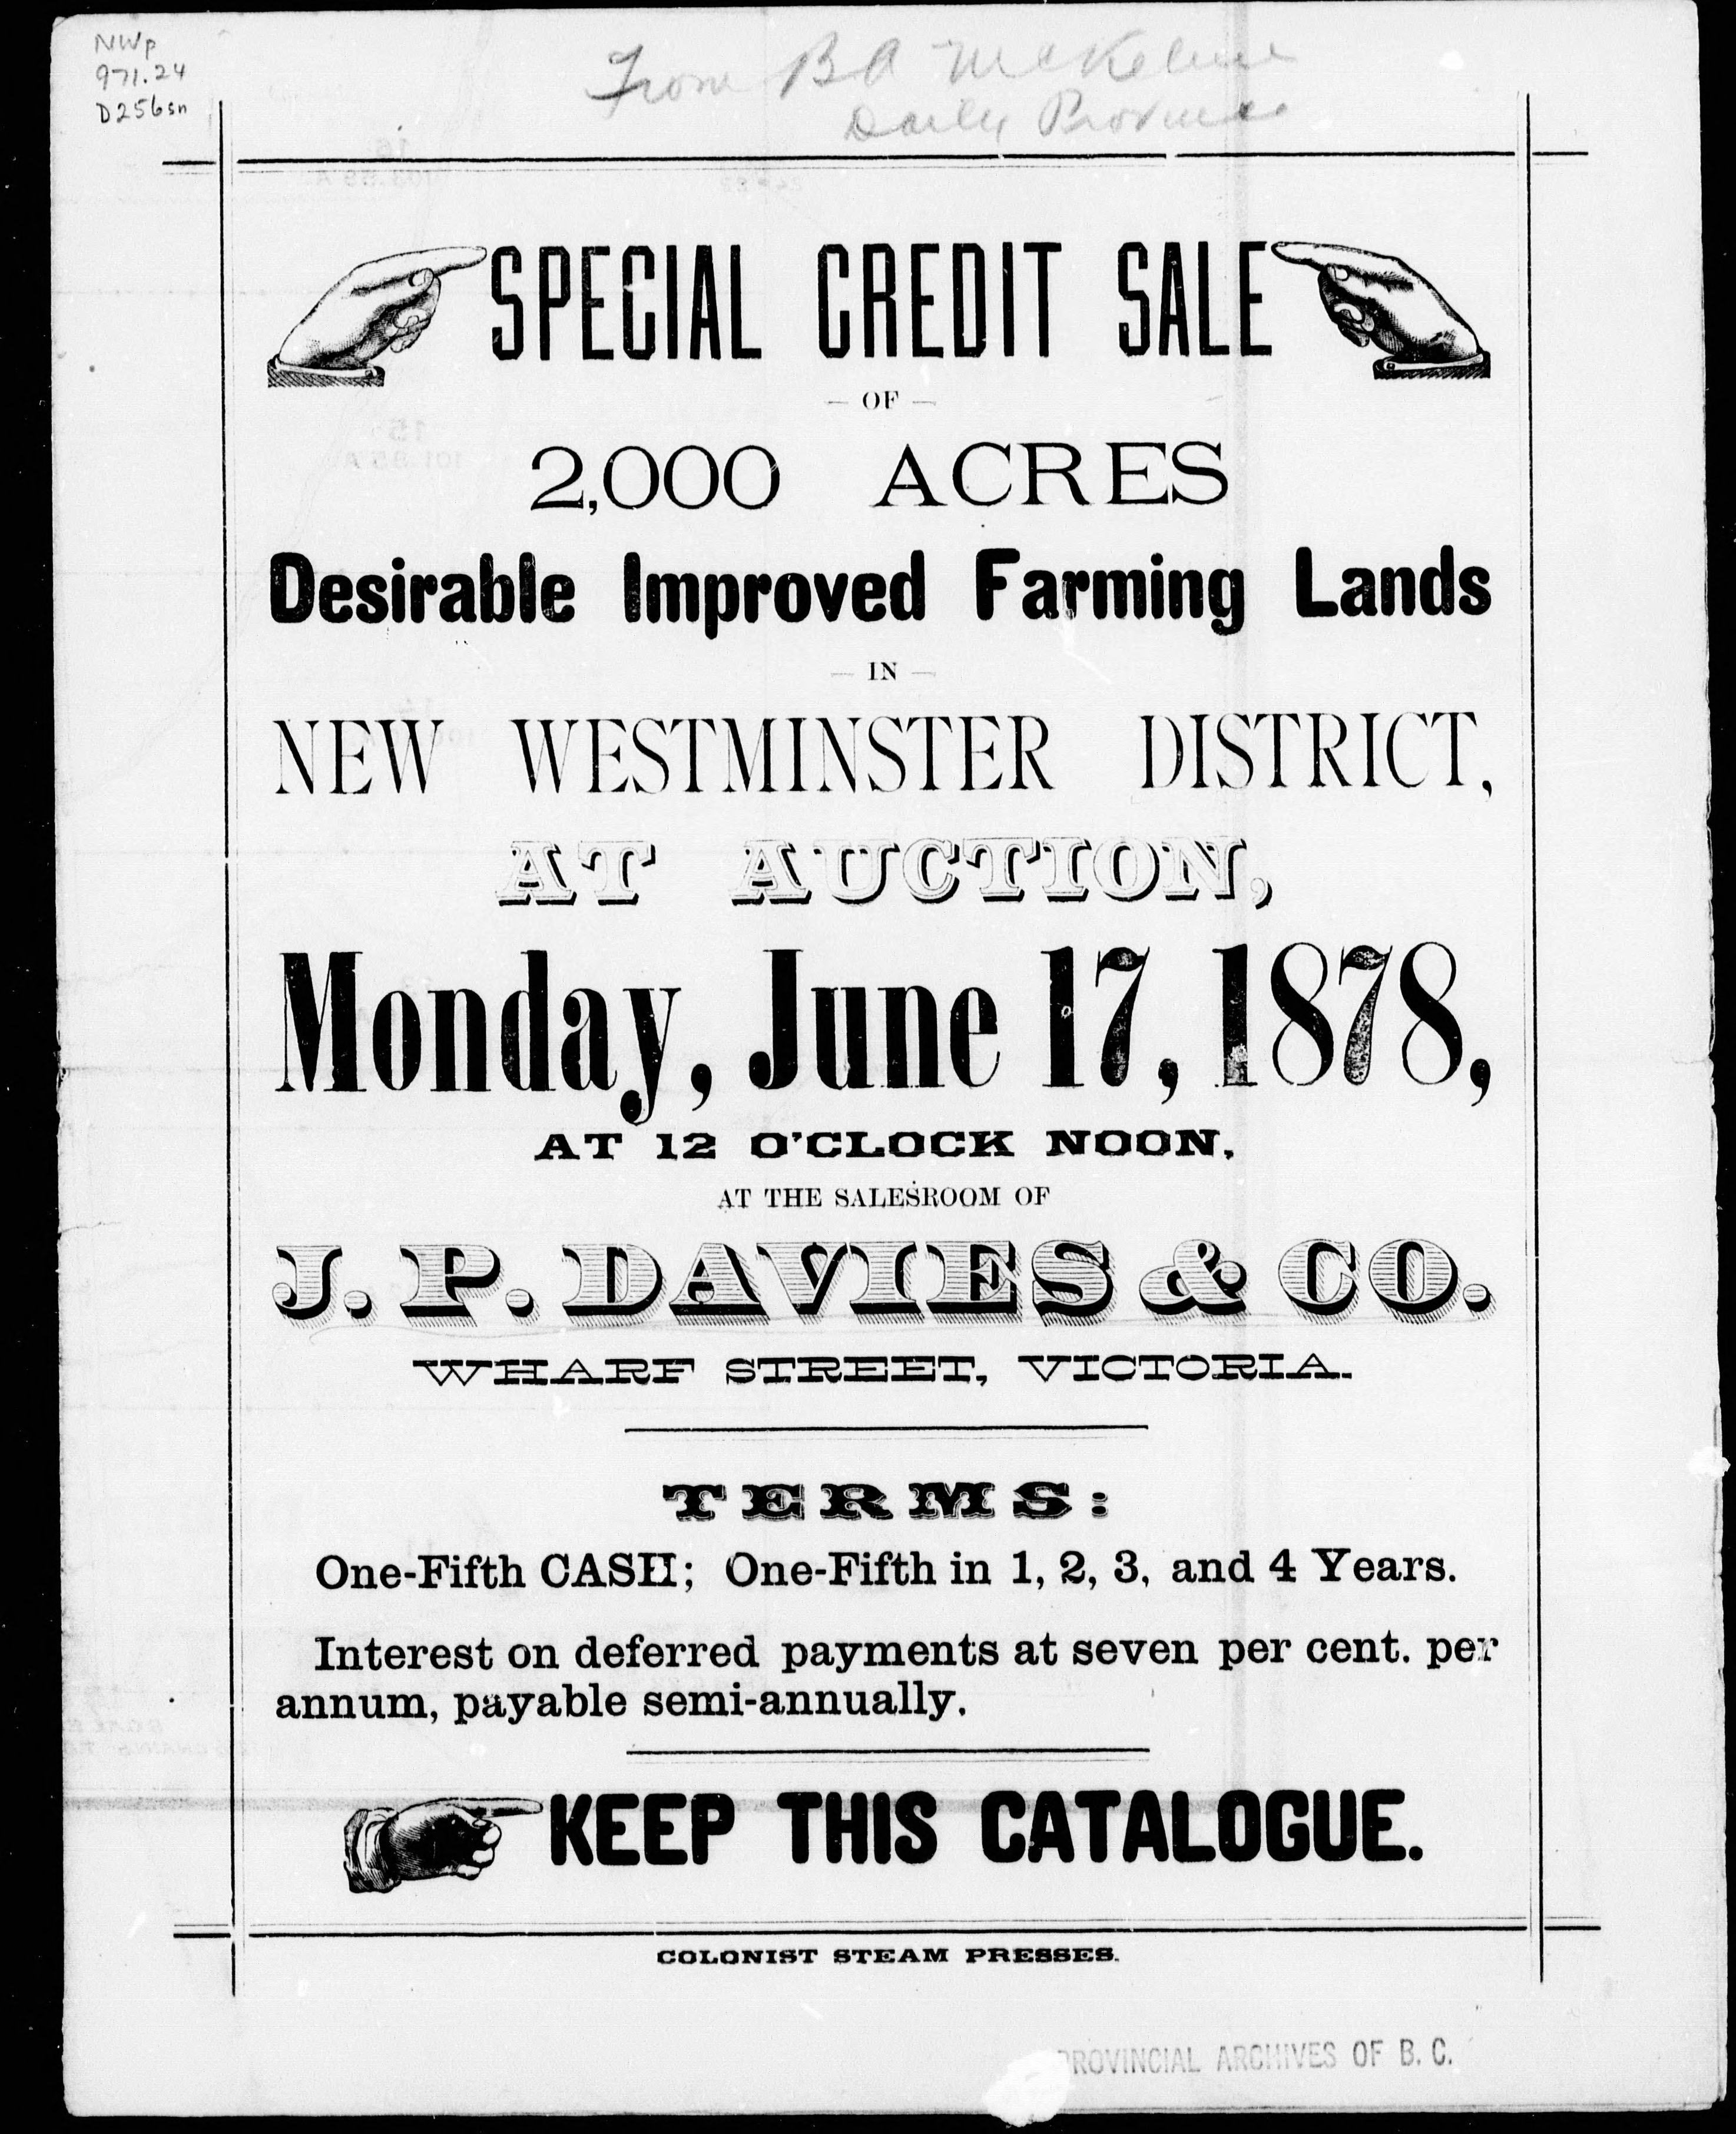 NWp
971.24
D256sn
From B A McKelvie
Daily Province
SPECIAL CREDIT SALE
— OF —
2,000 ACRES
Desirable Improved Farming Lands
— IN —
NEW WESTMINSTER DISTRICT,
AT AUCTION,
Monday, June 17, 1878,
AT 12 O'CLOCK NOON,
AT THE SALESROOM OF
J. P. DAVIES & CO.
WHARF STREET, VICTORIA.
TERMS:
One-Fifth CASH; One-Fifth in 1, 2, 3, and 4 Years.
Interest on deferred payments at seven per cent. per
annum, payable semi-annually.
KEEP THIS CATALOGUE.
COLONIST STEAM PRESSES.
PROVINCIAL ARCHIVES OF B. C.